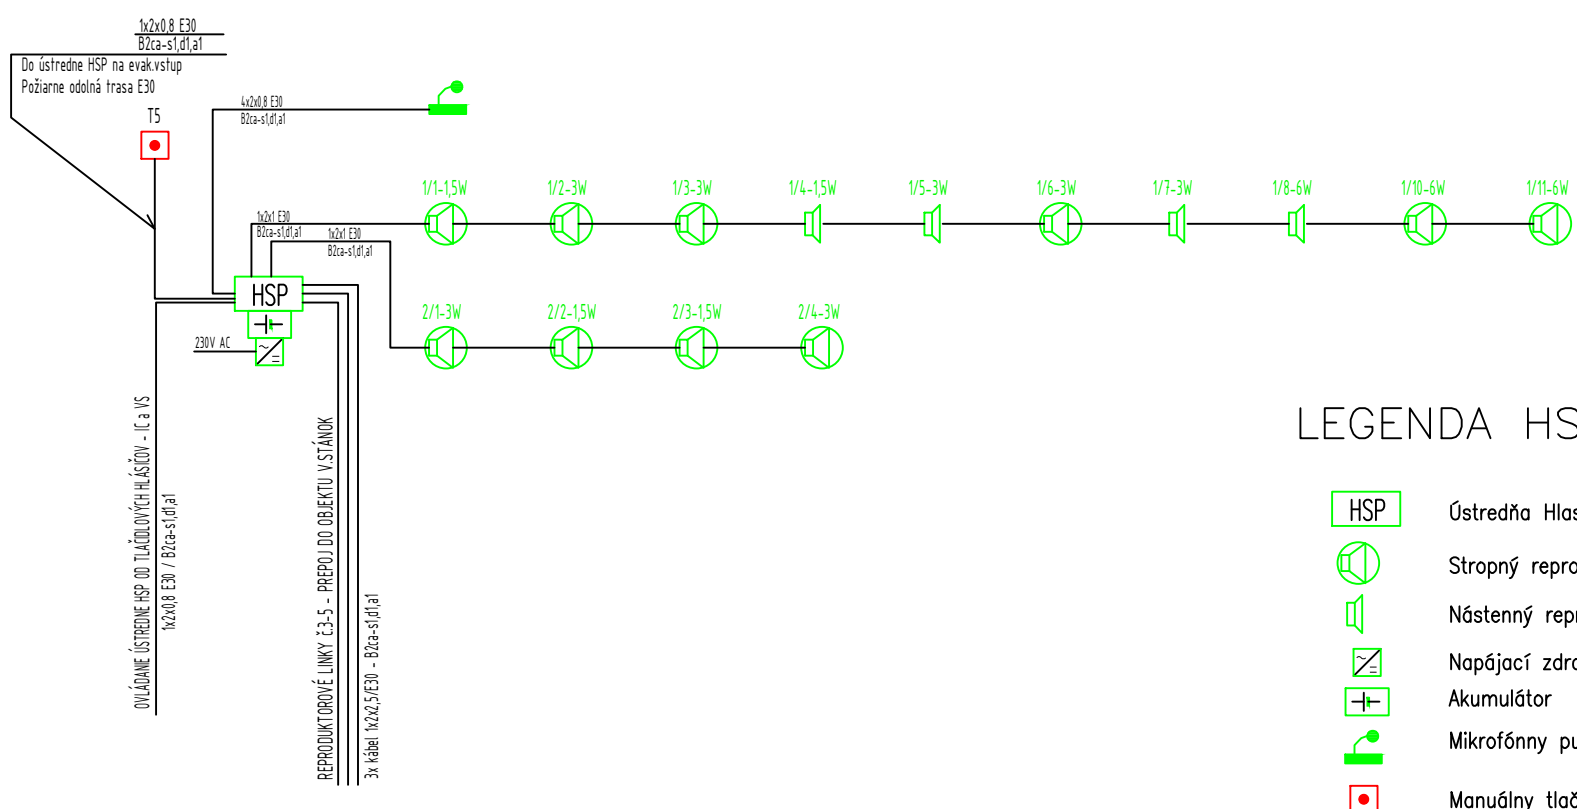 1x2x0,8 E30
B2ca-s1,d1,a1
Do ústredne HSP na evak.vstup
Požiarne odolná trasa E30
T5
4x2x0,8 E30
B2ca-s1,d1,a1
1/1-1,5W
1/2-3W
1/3-3W
1/4-1,5W
1/5-3W
1/6-3W
1/7-3W
1/8-6W
1/10-6W
1/11-6W
1x2x1 E30
B2ca-s1,d1,a1
1x2x1 E30
B2ca-s1,d1,a1
HSP
2/1-3W
2/2-1,5W
2/3-1,5W
2/4-3W
230V AC
OVLÁDANIE ÚSTREDNE HSP OD TLAČIDLOVÝCH HLÁSIČOV - IC a VS
1x2x0,8 E30 / B2ca-s1,d1,a1
REPRODUKTOROVÉ LINKY č.3-5 - PREPOJ DO OBJEKTU V.STÁNOK
3x kábel 1x2x2,5/E30 - B2ca-s1,d1,a1
LEGENDA HS
HSP
Ústredňa Hlas
Stropný repro
Nástenný repr
Napájací zdro
Akumulátor
Mikrofónny pu
Manuálny tlač